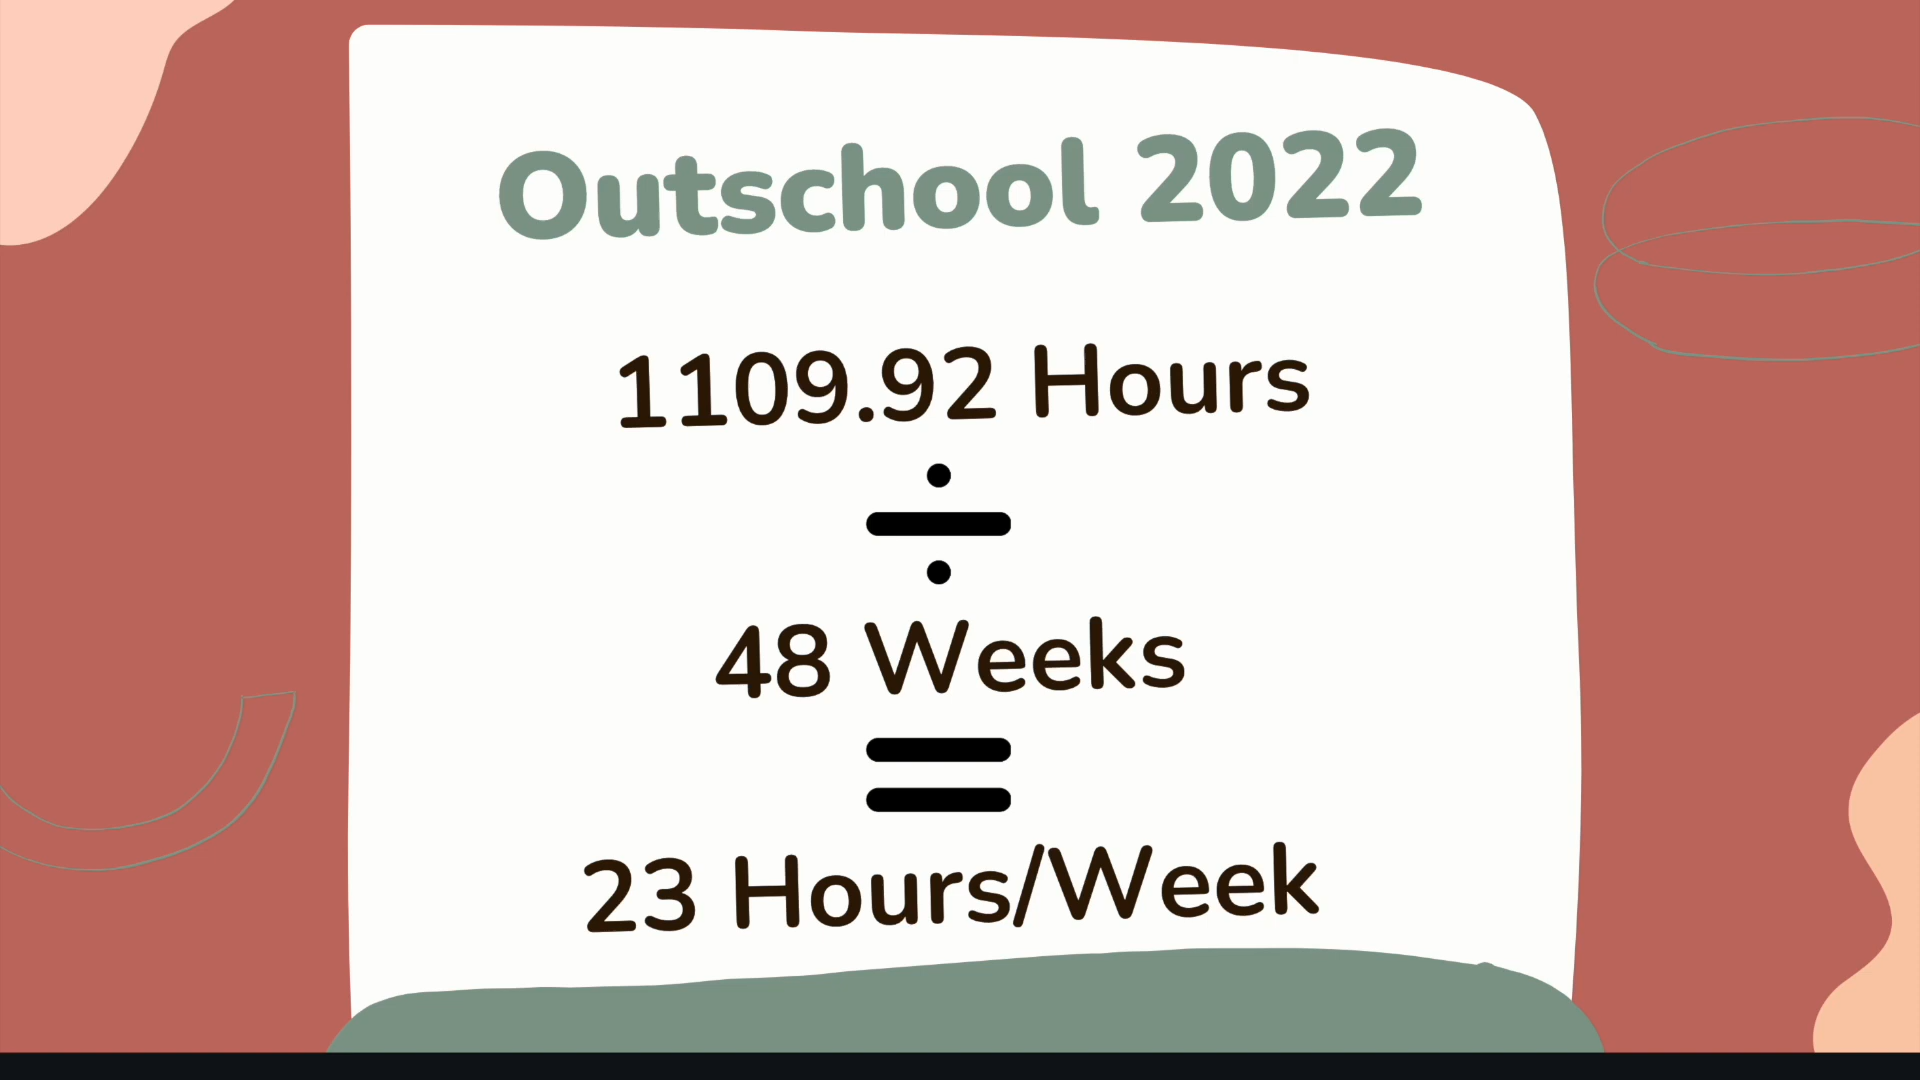 Outschool 2022
1109.92 Hours
÷
48 Weeks
=
23 Hours/Week